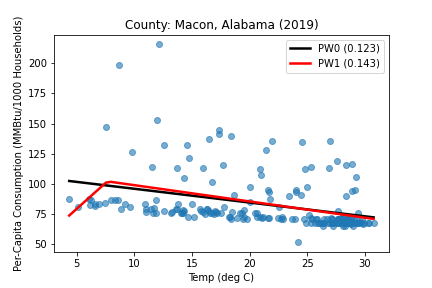 County: Macon, Alabama (2019)
PW0 (0.123)
PW1 (0.143)
Per-Capita Consumption (MMBtu/1000 Households)
200
175
150
125
100
75
50
5 10 15 20 25 30
Temp (deg C)